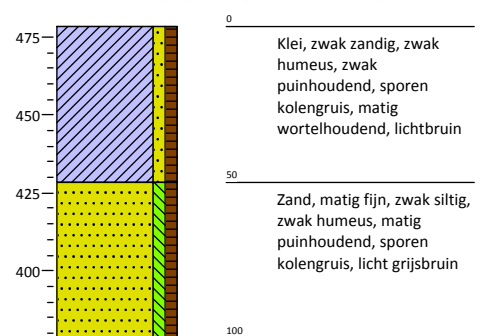 0
475
Klei, zwak zandig, zwak
humeus, zwak
puinhoudend, sporen
kolengruis, matig
wortelhoudend, lichtbruin
450
50
425
Zand, matig fijn, zwak siltig,
zwak humeus, matig
puinhoudend, sporen
kolengruis, licht grijsbruin
400
100